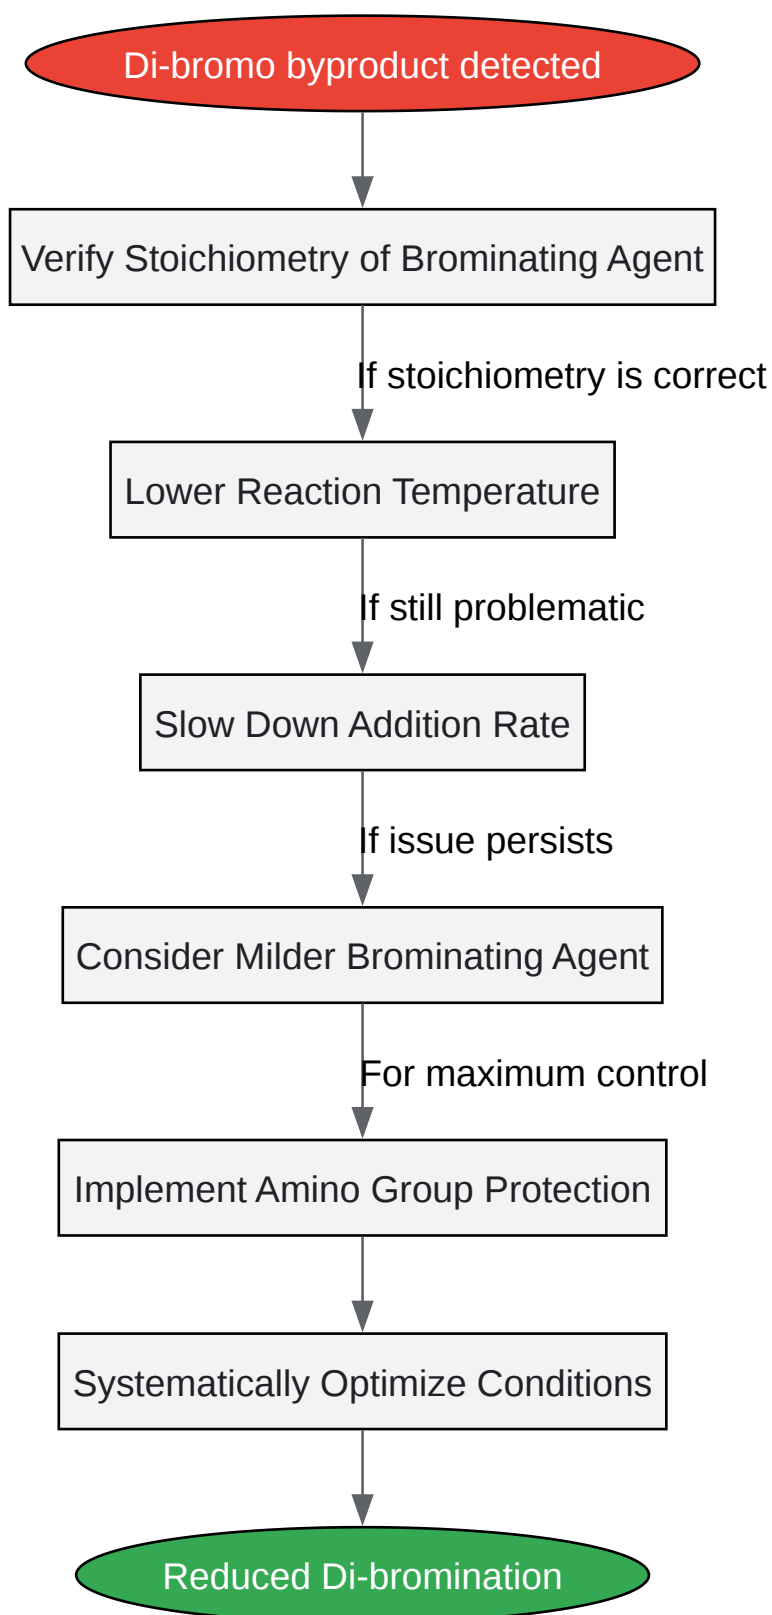 Di-bromo byproduct detected
Verify Stoichiometry of Brominating Agent
If stoichiometry is correct
Lower Reaction Temperature
If still problematic
Slow Down Addition Rate
If issue persists
Consider Milder Brominating Agent
For maximum control
Implement Amino Group Protection
Systematically Optimize Conditions
Reduced Di-bromination